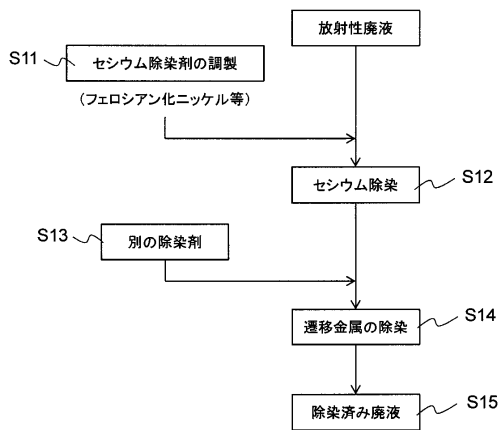 放射性廃液
S11
セシウム除染剤の調製
(フェロシアン化ニッケル等)
セシウム除染
S12
S13
別の除染剤
遷移金属の除染
S14
除染済み廃液
S15